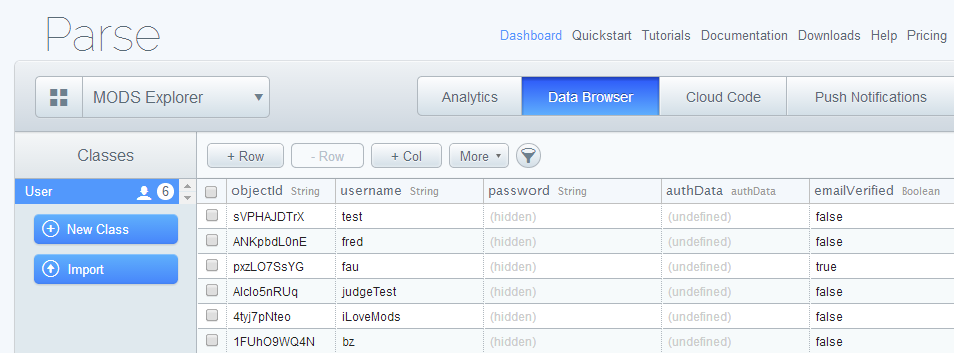 Parse
Dashboard Quickstart Tutorials Documentation Downloads Help Pricing
MODS Explorer Analytics Data Browser Cloud Code Push Notifications
Classes + Row - Row + Col More
User 6 objectId String username String password String authData authData emailVerified Boolean
sVPHAJDTrX test (hidden) (undefined) false
New Class
ANKpbdL0nE fred (hidden) (undefined) false
Import
pxzLO7SsYG fau (hidden) (undefined) true
AlcIo5nRUq judgeTest (hidden) (undefined) false
4tyj7pNteo iLoveMods (hidden) (undefined) false
1FUhO9WQ4N bz (hidden) (undefined) false